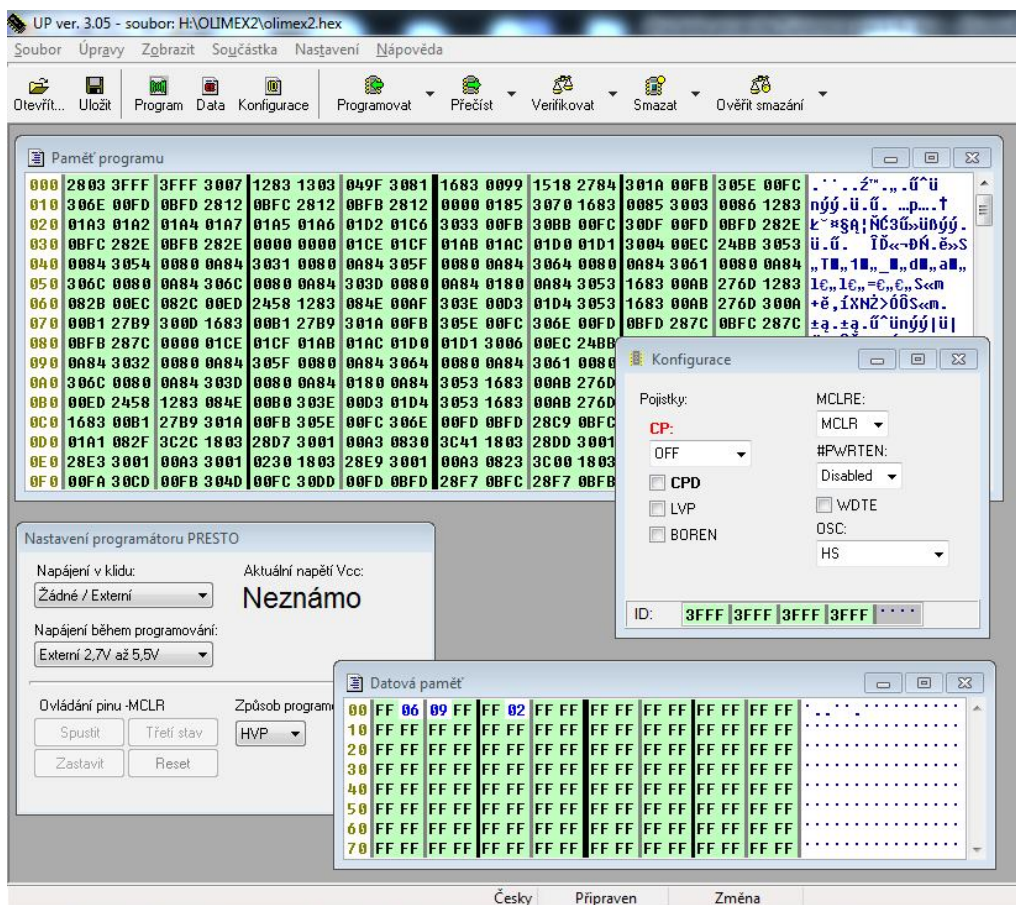 UP ver. 3.05 - soubor: H:\OLIMEX2\olimex2.hex
Soubor Úpravy Zobrazit Součástka Nastavení Nápověda
Otevřít... Uložit Program Data Konfigurace Programovat Přečíst Verifikovat Smazat Ověřit smazání
Paměť programu
000 2803 3FFF 3FFF 3007 1283 1303 049F 3081 1683 0099 1518 2784 301A 00FB 305E 00FC
010 306E 00FD 0BFD 2812 0BFC 2812 0BFB 2812 0000 0185 3070 1683 0085 3003 0086 1283
020 01A3 01A2 01A4 01A7 01A5 01A6 01D2 01C6 3033 00FB 30BB 00FC 30DF 00FD 0BFD 282E
030 0BFC 282E 0BFB 282E 0000 0000 01CE 01CF 01AB 01AC 01D0 01D1 3004 00EC 24BB 3053
040 0084 3054 0080 0A84 3031 0080 0A84 305F 0080 0A84 3064 0080 0A84 3061 0080 0A84
050 306C 0080 0A84 306C 0080 0A84 303D 0080 0A84 0180 0A84 3053 1683 00AB 276D 1283
060 082B 00EC 082C 00ED 2458 1283 084E 00AF 303E 00D3 01D4 3053 1683 00AB 276D 300A
070 00B1 27B9 300D 1683 00B1 27B9 301A 00FB 305E 00FC 306E 00FD 0BFD 287C 0BFC 287C
080 0BFB 287C 0000 01CE 01CF 01AB 01AC 01D0 01D1 3006 00EC 24BB
090 0A84 3032 0080 0A84 305F 0080 0A84 3064 0080 0A84 3061 0080
0A0 306C 0080 0A84 303D 0080 0A84 0180 0A84 3053 1683 00AB 276D
0B0 00ED 2458 1283 084E 00B0 303E 00D3 01D4 3053 1683 00AB 276D
0C0 1683 00B1 27B9 301A 00FB 305E 00FC 306E 00FD 0BFD 28C9 0BFC
0D0 01A1 082F 3C2C 1803 28D7 3001 00A3 0830 3C41 1803 28DD 3001
0E0 28E3 3001 00A3 3001 0230 1803 28E9 3001 00A3 0823 3C00 1803
0F0 00FA 30CD 00FB 304D 00FC 30DD 00FD 0BFD 28F7 0BFC 28F7 0BFB
Konfigurace
Pojistky:
CP:
OFF
CPD
LVP
BOREN
MCLRE:
MCLR
#PWRTEN:
Disabled
WDTE
OSC:
HS
ID: 3FFF 3FFF 3FFF 3FFF
Nastavení programátoru PRESTO
Napájení v klidu:
Žádné / Externí
Aktuální napětí Vcc:
Neznámo
Napájení během programování:
Externí 2,7V až 5,5V
Ovládání pinu -MCLR
Spustit Třetí stav
Zastavit Reset
Způsob
HVP
Datová paměť
00 FF 06 09 FF FF 02 FF FF FF FF FF FF FF FF FF FF
10 FF FF FF FF FF FF FF FF FF FF FF FF FF FF FF FF
20 FF FF FF FF FF FF FF FF FF FF FF FF FF FF FF FF
30 FF FF FF FF FF FF FF FF FF FF FF FF FF FF FF FF
40 FF FF FF FF FF FF FF FF FF FF FF FF FF FF FF FF
50 FF FF FF FF FF FF FF FF FF FF FF FF FF FF FF FF
60 FF FF FF FF FF FF FF FF FF FF FF FF FF FF FF FF
70 FF FF FF FF FF FF FF FF FF FF FF FF FF FF FF FF
Česky Připraven Změna